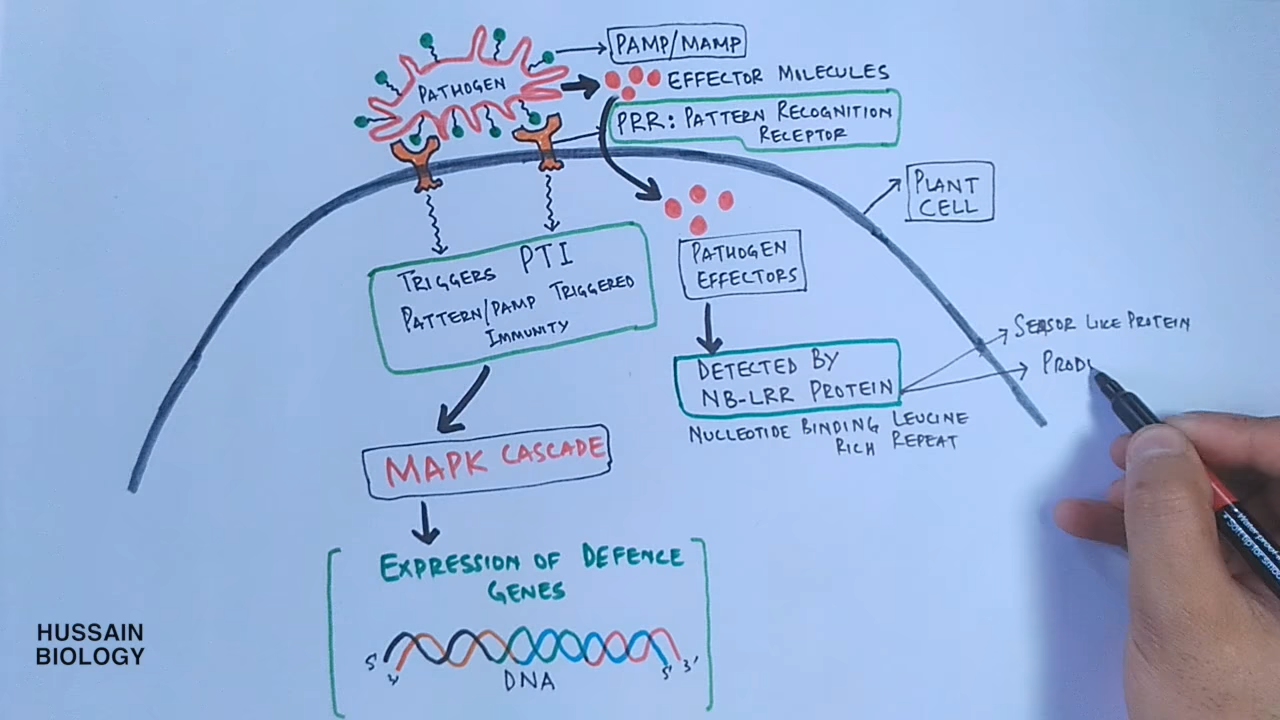 PAMP/MAMP
PATHOGEN
EFFECTOR MOLECULES
PRR: PATTERN RECOGNITION
RECEPTOR
PLANT
CELL
TRIGGERS PTI
PATTERN/PAMP TRIGGERED
IMMUNITY
PATHOGEN
EFFECTORS
SENSOR LIKE PROTEIN
PRODU
DETECTED BY
NB-LRR PROTEIN
NUCLEOTIDE BINDING LEUCINE
RICH REPEAT
MAPK CASCADE
EXPRESSION OF DEFENCE
GENES
5' 3' 5' 3'
DNA
HUSSAIN
BIOLOGY